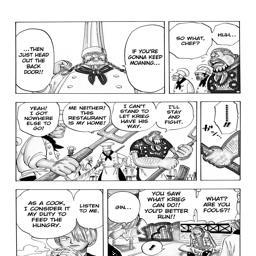 HUH...
SO WHAT,
CHEF?
IF YOU'RE
GONNA KEEP
MOANING...
...THEN
JUST HEAD
OUT THE
BACK
DOOR!!
I'LL
STAY
AND
FIGHT.
I CAN'T
STAND
TO LET KRIEG
HAVE HIS
WAY.
ME NEITHER!
THIS
RESTAURANT
IS MY HOME!
YEAH!
I GOT
NOWHERE
ELSE TO
GO!
WHAT?
ARE YOU
FOOLS?!
YOU SAW
WHAT
KRIEG CAN
DO!! YOU'D
BETTER RUN!!
GIN...
LISTEN TO
ME.
AS A COOK,
I CONSIDER IT
MY DUTY TO
FEED THE
HUNGRY.